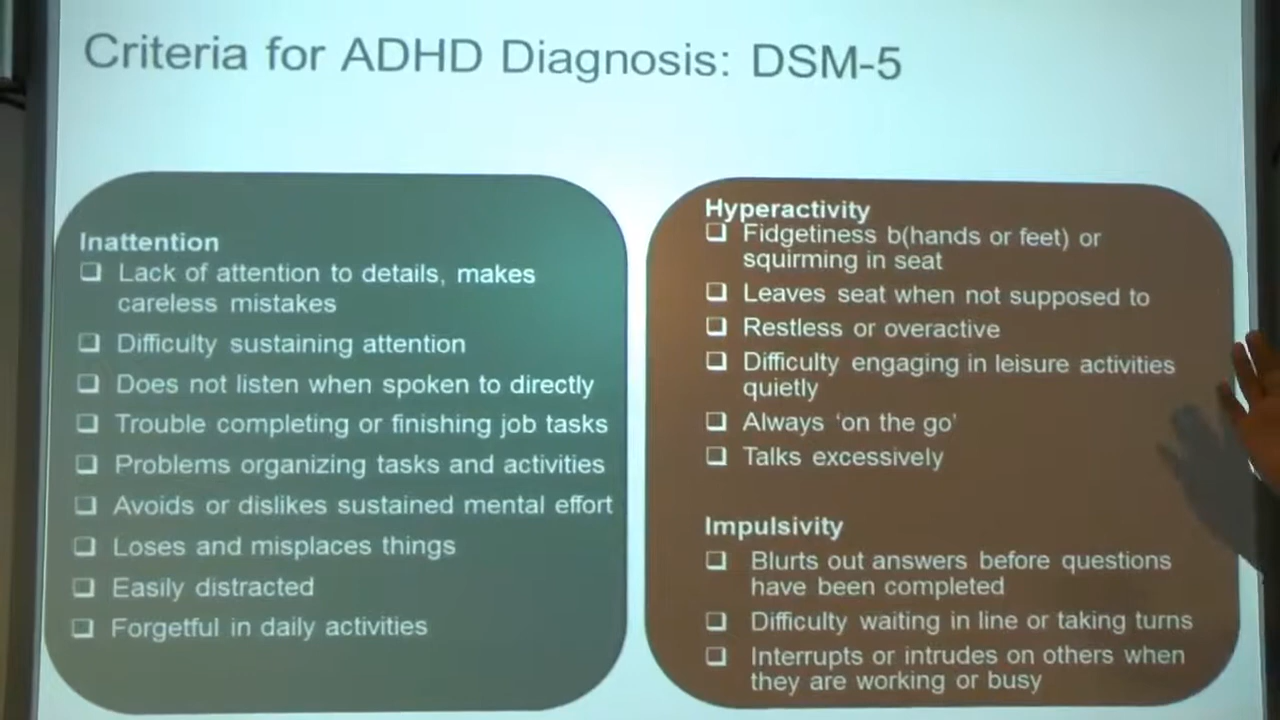 Criteria for ADHD Diagnosis: DSM-5
Inattention
❑ Lack of attention to details, makes
careless mistakes
❑ Difficulty sustaining attention
❑ Does not listen when spoken to directly
❑ Trouble completing or finishing job tasks
❑ Problems organizing tasks and activities
❑ Avoids or dislikes sustained mental effort
❑ Loses and misplaces things
❑ Easily distracted
❑ Forgetful in daily activities
Hyperactivity
❑ Fidgetiness b(hands or feet) or
squirming in seat
❑ Leaves seat when not supposed to
❑ Restless or overactive
❑ Difficulty engaging in leisure activities
quietly
❑ Always ‘on the go’
❑ Talks excessively
Impulsivity
❑ Blurts out answers before questions
have been completed
❑ Difficulty waiting in line or taking turns
❑ Interrupts or intrudes on others when
they are working or busy